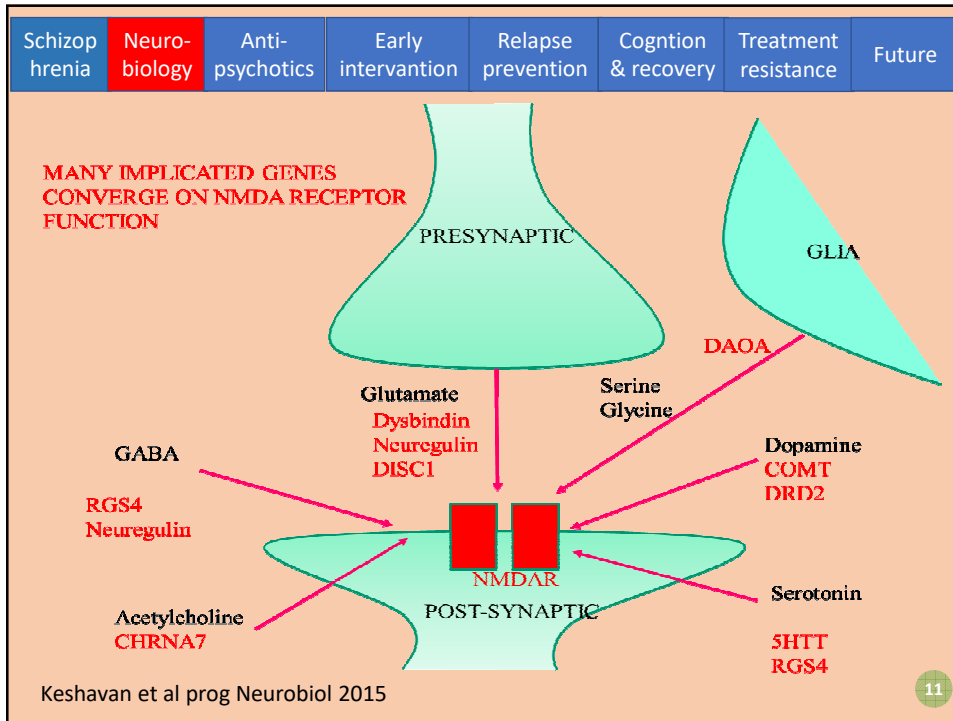 Schizop
hrenia
Neuro-
biology
Anti-
psychotics
Early
intervantion
Relapse
prevention
Cogntion
& recovery
Treatment
resistance
Future
MANY IMPLICATED GENES
CONVERGE ON NMDA RECEPTOR
FUNCTION
PRESYNAPTIC
GLIA
DAOA
Glutamate
Dysbindin
Neuregulin
DISC1
Serine
Glycine
GABA
RGS4
Neuregulin
Dopamine
COMT
DRD2
NMDAR
POST-SYNAPTIC
Acetylcholine
CHRNA7
Serotonin
5HTT
RGS4
Keshavan et al prog Neurobiol 2015
11